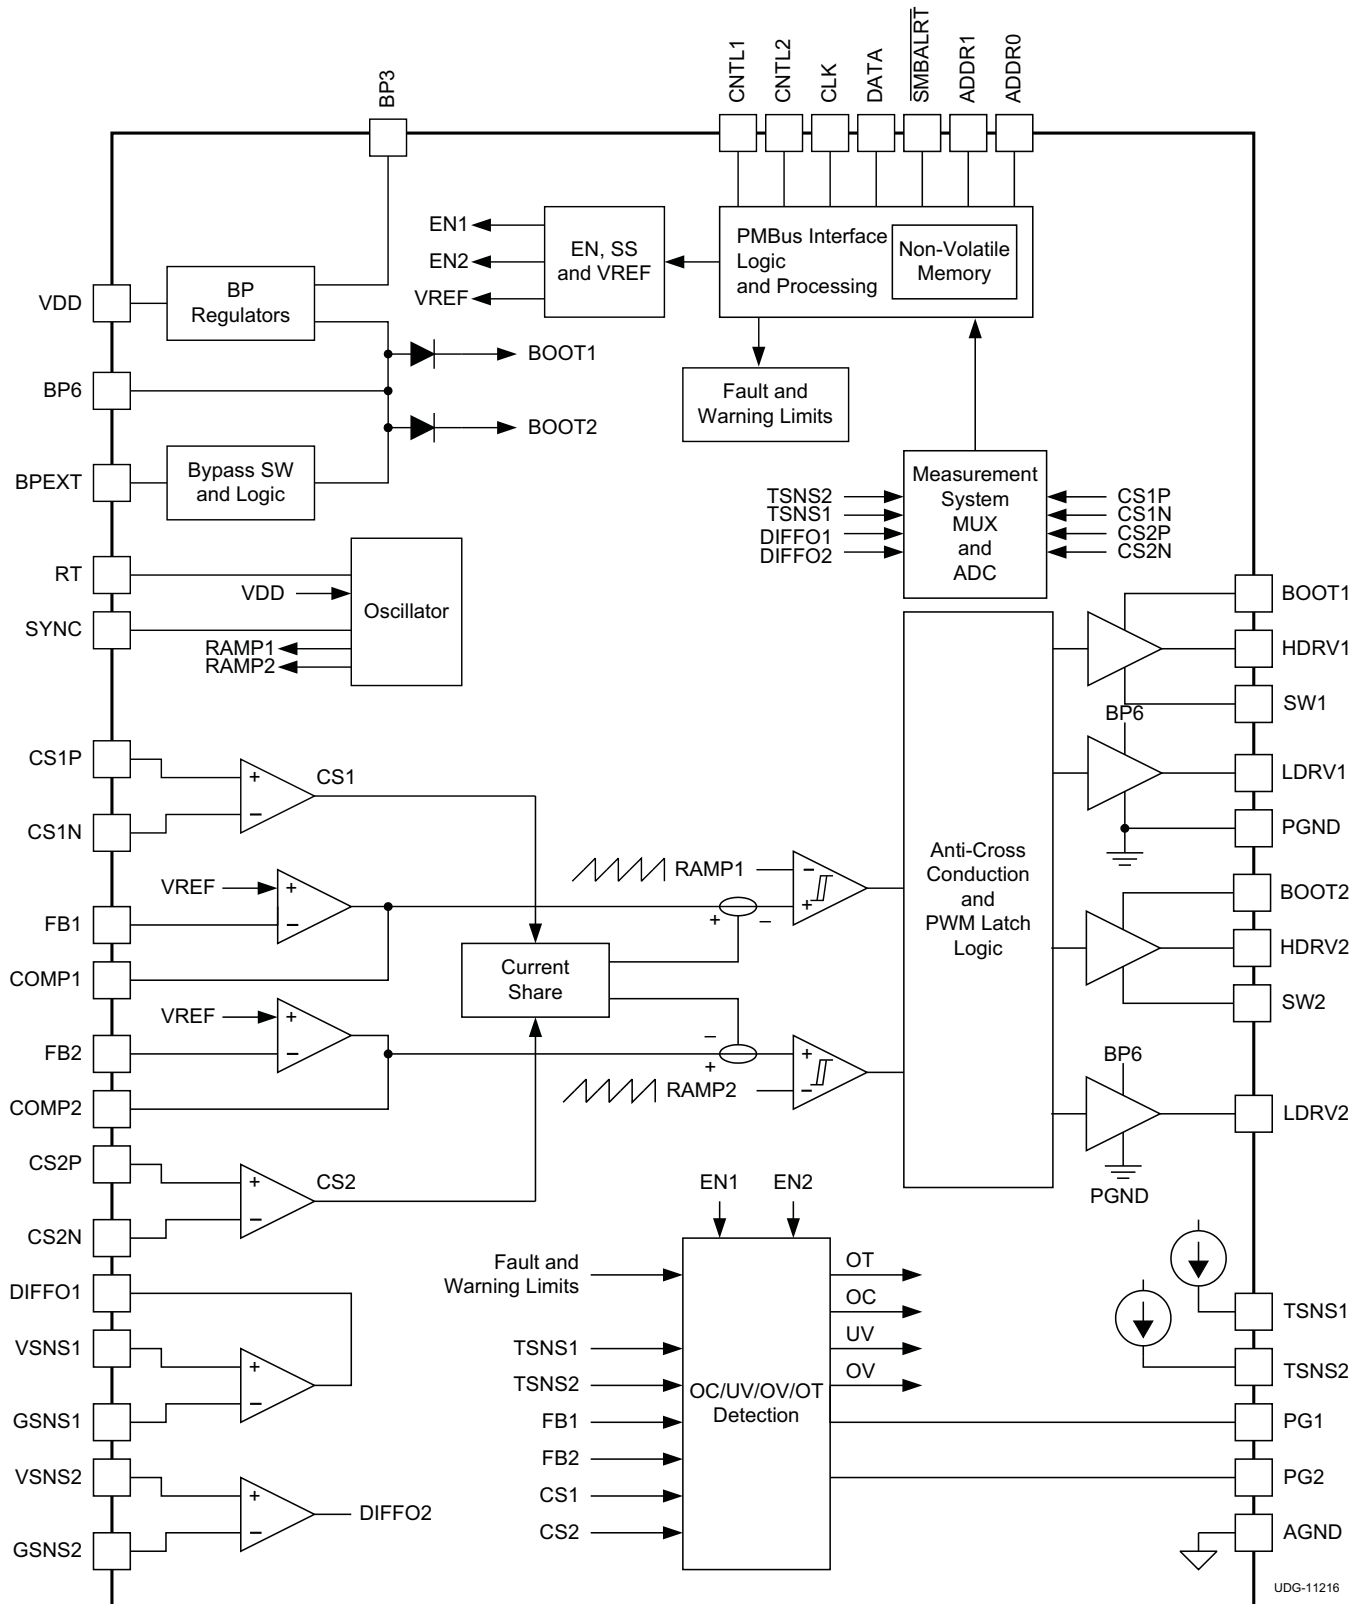 CNTL1
CNTL2
CLK
DATA
SMBALRT
ADDR1
ADDR0
BP3
EN1
EN2
VREF
EN, SS
and VREF
PMBus Interface
Logic
and Processing
Non-Volatile
Memory
VDD
BP
Regulators
BOOT1
BP6
BOOT2
Fault and
Warning Limits
BPEXT
Bypass SW
and Logic
Measurement
System
MUX
and
ADC
TSNS2
TSNS1
DIFFO1
DIFFO2
CS1P
CS1N
CS2P
CS2N
RT
VDD
SYNC
Oscillator
RAMP1
RAMP2
BOOT1
HDRV1
SW1
BP6
LDRV1
PGND
CS1P
+
−
CS1
CS1N
VREF
+
−
FB1
COMP1
RAMP1
−
+
+
−
Current
Share
Anti-Cross
Conduction
and
PWM Latch
Logic
BOOT2
HDRV2
SW2
VREF
+
−
FB2
COMP2
−
+
+
−
RAMP2
BP6
LDRV2
PGND
CS2P
+
−
CS2
CS2N
EN1
EN2
Fault and
Warning Limits
TSNS1
TSNS2
FB1
FB2
CS1
CS2
OC/UV/OV/OT
Detection
OT
OC
UV
OV
DIFFO1
VSNS1
+
−
GSNS1
VSNS2
+
−
DIFFO2
GSNS2
TSNS1
TSNS2
PG1
PG2
AGND
UDG-11216